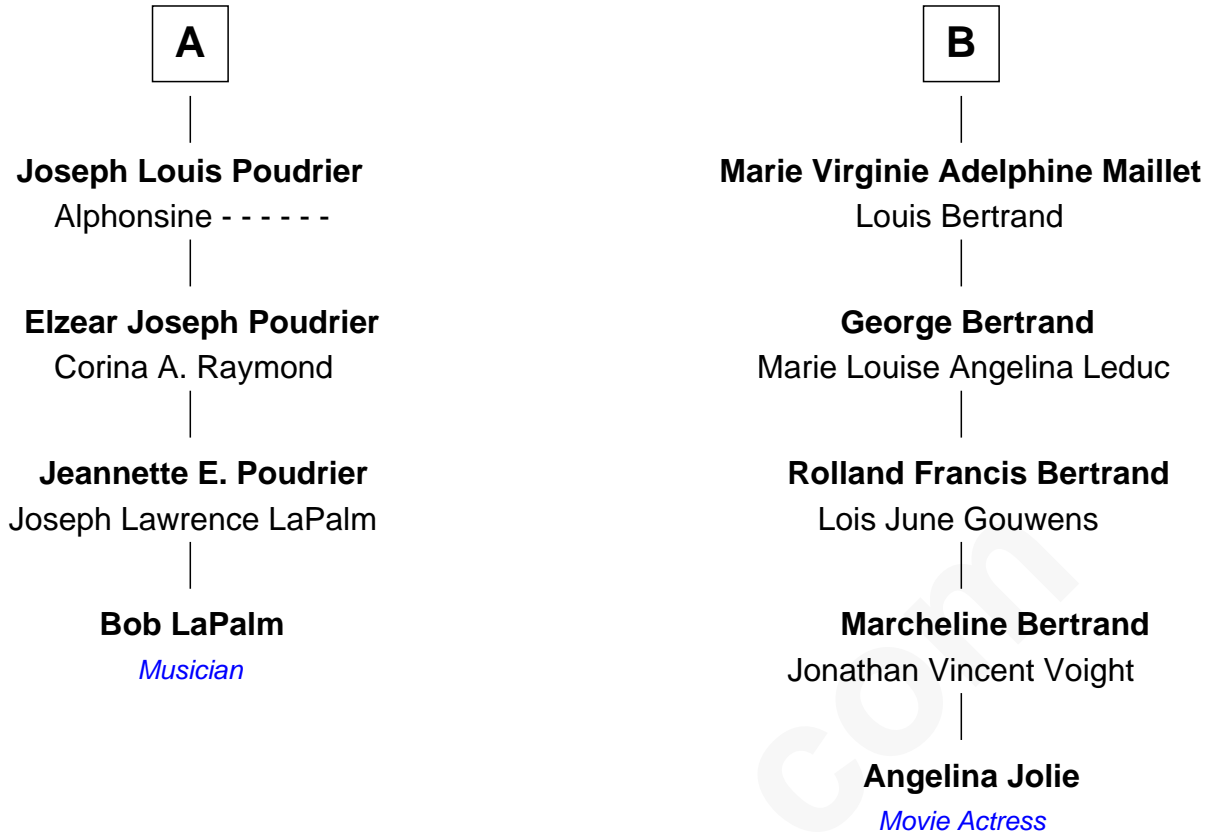 A
Joseph Louis Poudrier
Alphonsine - - - - - -
Elzear Joseph Poudrier
Corina A. Raymond
Jeannette E. Poudrier
Joseph Lawrence LaPalm
Bob LaPalm
Musician
B
Marie Virginie Adelphine Maillet
Louis Bertrand
George Bertrand
Marie Louise Angelina Leduc
Rolland Francis Bertrand
Lois June Gouwens
Marcheline Bertrand
Jonathan Vincent Voight
Angelina Jolie
Movie Actress
com